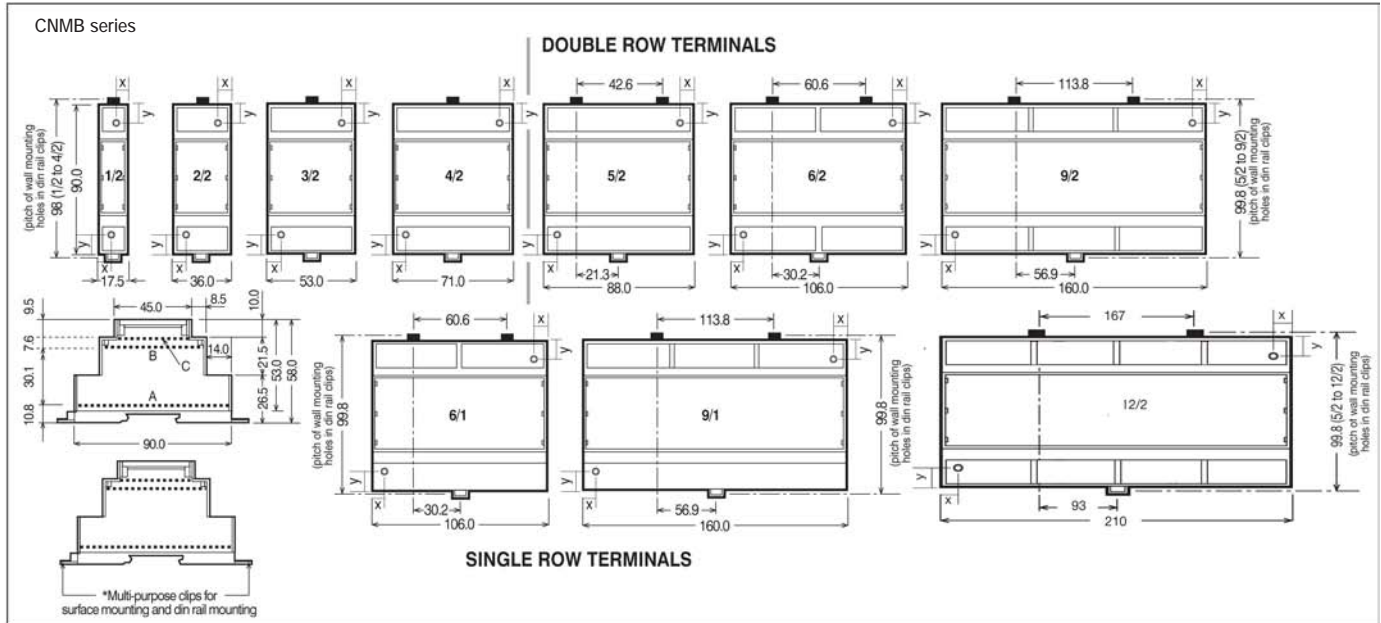 CNMB series
DOUBLE ROW TERMINALS
x
x
x
x
42.6
x
60.6
x
113.8
x
y
y
y
y
y
y
y
98 (1/2 to 4/2)
(pitch of wall mounting
holes in din rail clips)
90.0
1/2
2/2
3/2
4/2
5/2
6/2
9/2
99.8 (5/2 to 9/2)
(pitch of wall mounting
holes in din rail clips)
y
y
y
y
y
y
y
x
x
x
x
x
x
x
17.5
36.0
53.0
71.0
21.3
88.0
30.2
106.0
56.9
160.0
9.5
7.6
30.1
10.8
45.0
8.5
10.0
B
C
14.0
21.5
53.0
58.0
A
26.5
90.0
60.6
x
113.8
x
167
x
y
y
y
99.8
(pitch of wall mounting
holes in din rail clips)
6/1
9/1
99.8
(pitch of wall mounting
holes in din rail clips)
12/2
99.8 (5/2 to 12/2)
(pitch of wall mounting
holes in din rail clips)
y
y
y
x
x
x
30.2
106.0
56.9
160.0
93
210
SINGLE ROW TERMINALS
*Multi-purpose clips for
surface mounting and din rail mounting